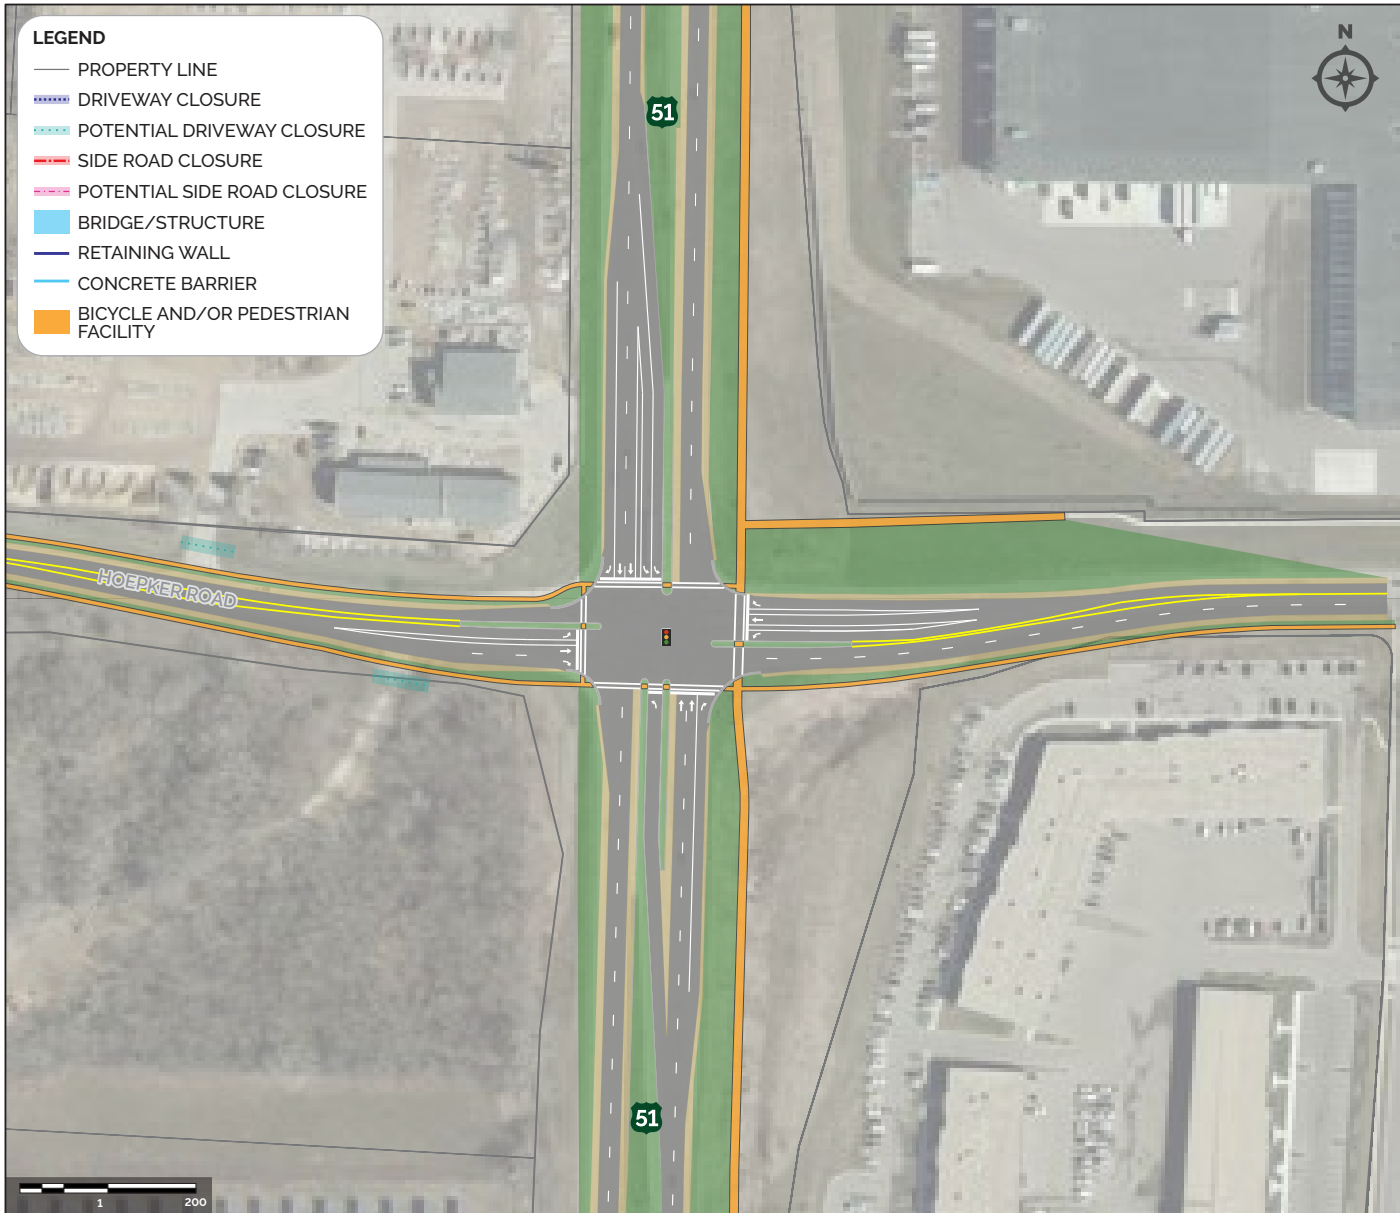 LEGEND
PROPERTY LINE
DRIVEWAY CLOSURE
POTENTIAL DRIVEWAY CLOSURE
SIDE ROAD CLOSURE
POTENTIAL SIDE ROAD CLOSURE
BRIDGE/STRUCTURE
RETAINING WALL
CONCRETE BARRIER
BICYCLE AND/OR PEDESTRIAN
FACILITY
N
51
HOEPKER ROAD
51
1 200